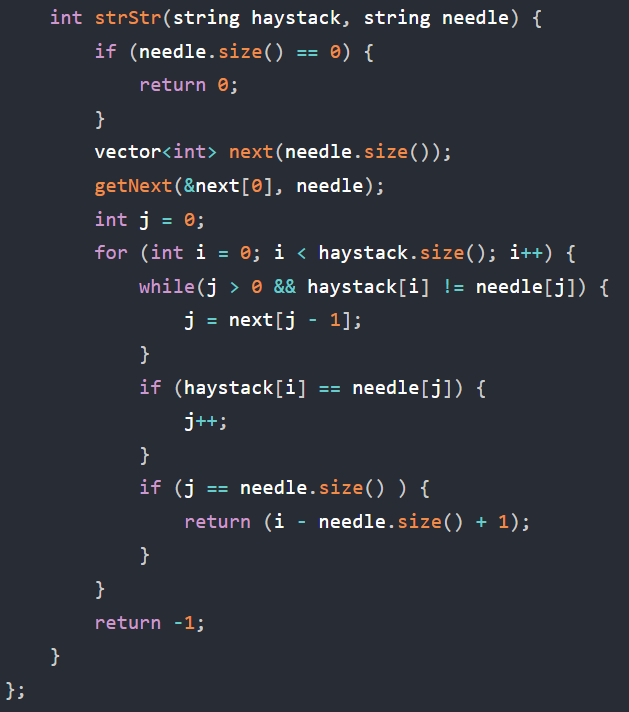 int strStr(string haystack, string needle) {
        if (needle.size() == 0) {
            return 0;
        }
        vector<int> next(needle.size());
        getNext(&next[0], needle);
        int j = 0;
        for (int i = 0; i < haystack.size(); i++) {
            while(j > 0 && haystack[i] != needle[j]) {
                j = next[j - 1];
            }
            if (haystack[i] == needle[j]) {
                j++;
            }
            if (j == needle.size() ) {
                return (i - needle.size() + 1);
            }
        }
        return -1;
    }
};